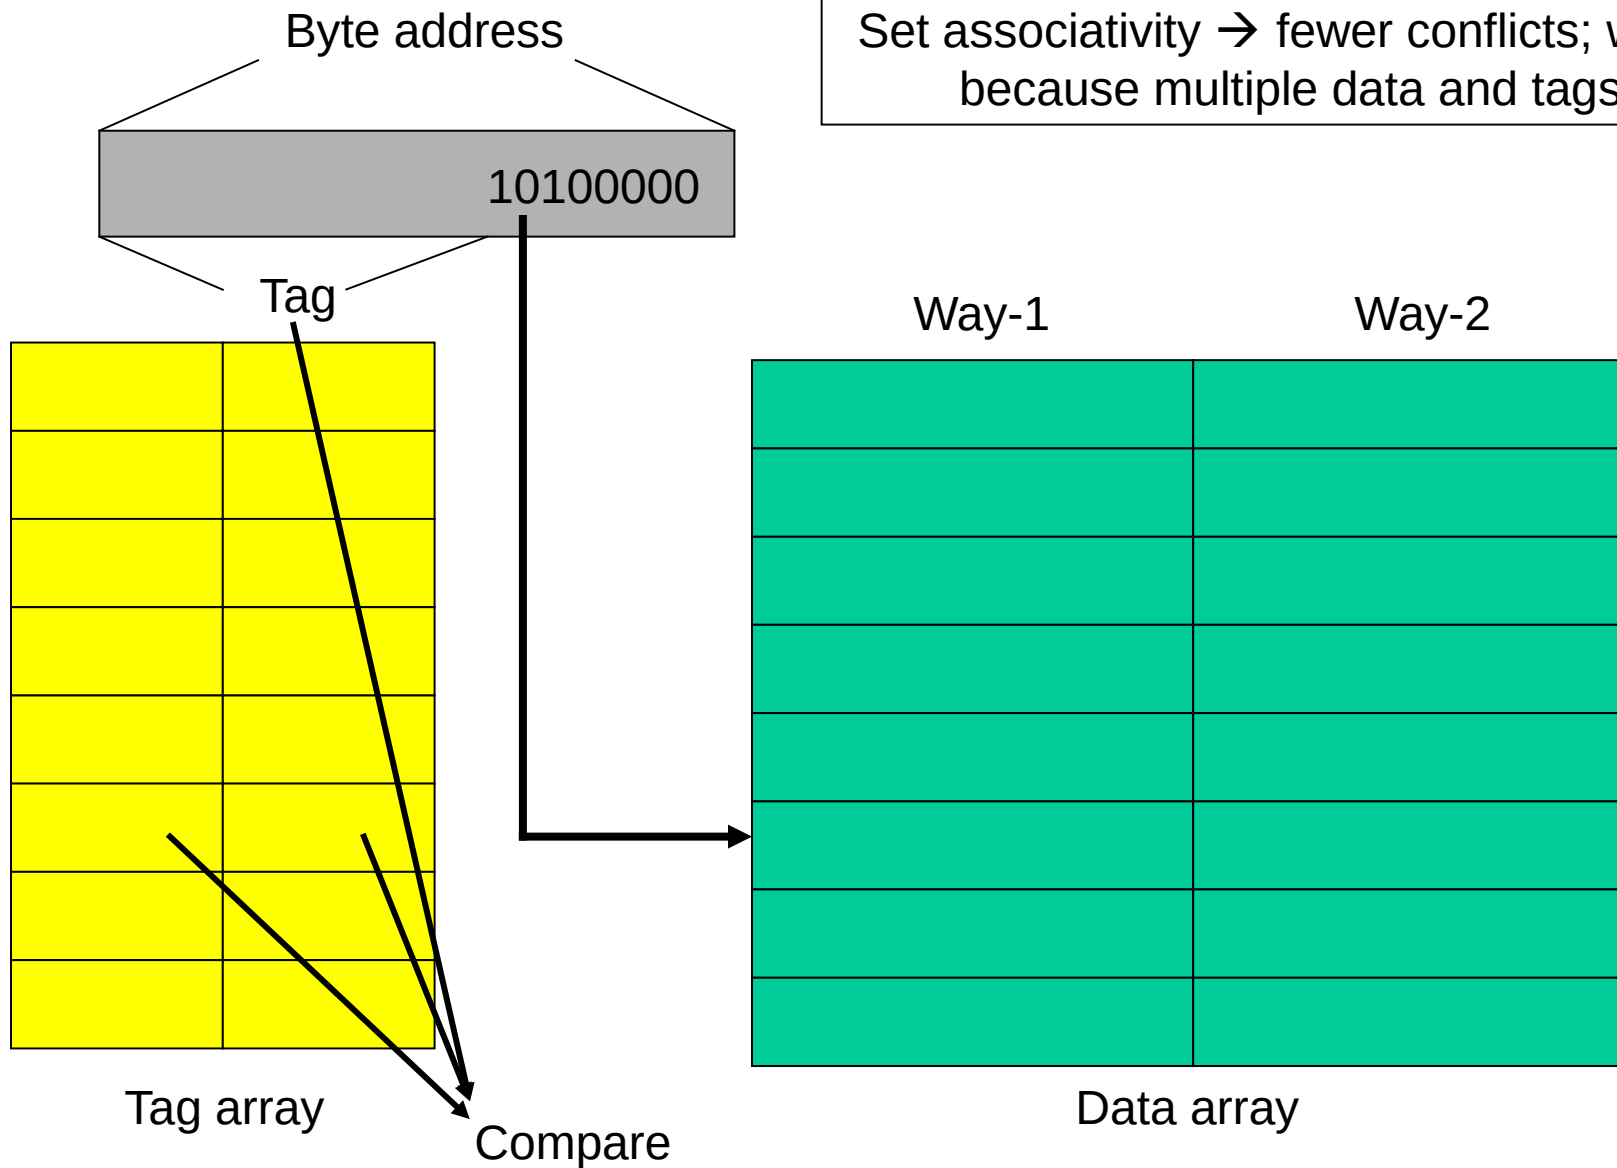 Byte address
Set associativity → fewer conflicts;
because multiple data and tags
10100000
Tag
Way-1
Way-2
Tag array
Data array
Compare